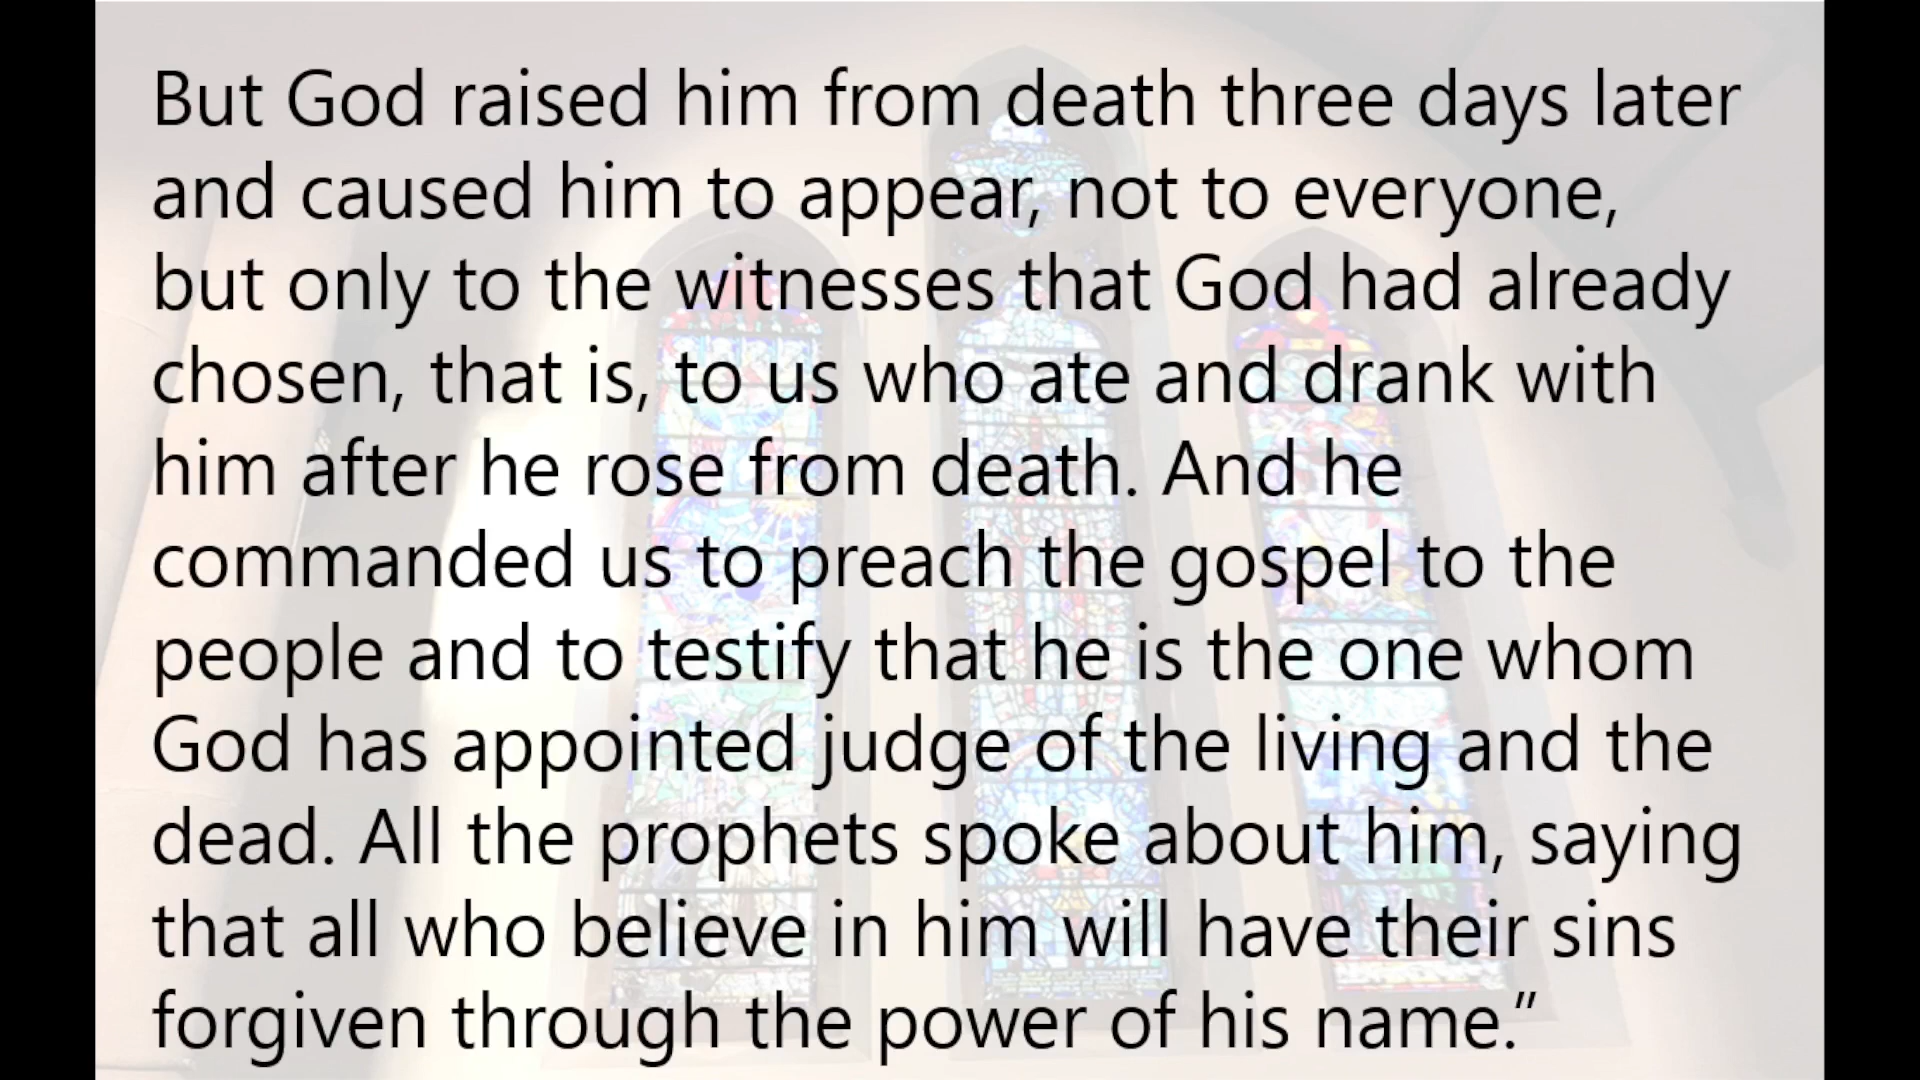 But God raised him from death three days later
and caused him to appear, not to everyone,
but only to the witnesses that God had already
chosen, that is, to us who ate and drank with
him after he rose from death. And he
commanded us to preach the gospel to the
people and to testify that he is the one whom
God has appointed judge of the living and the
dead. All the prophets spoke about him, saying
that all who believe in him will have their sins
forgiven through the power of his name.”